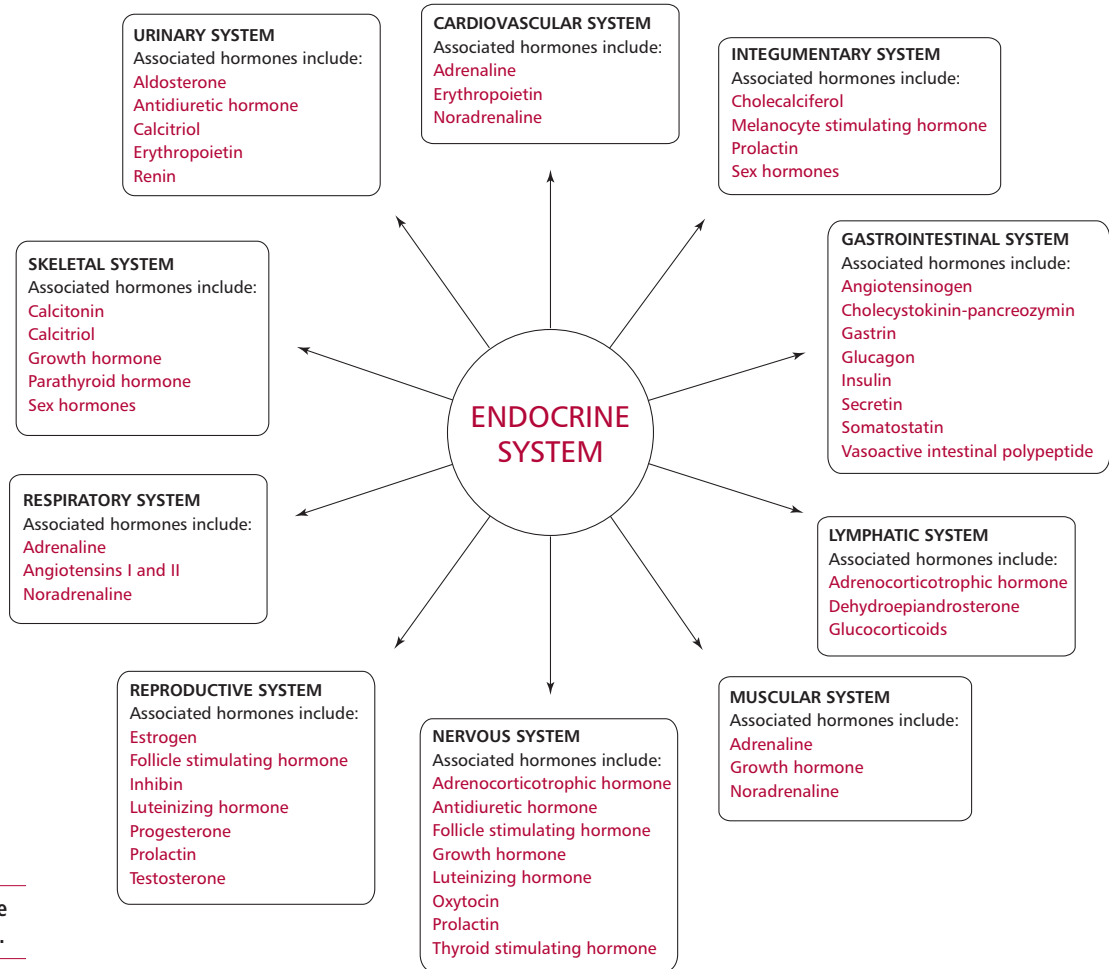 URINARY SYSTEM
Associated hormones include:
Aldosterone
Antidiuretic hormone
Calcitriol
Erythropoietin
Renin
CARDIOVASCULAR SYSTEM
Associated hormones include:
Adrenaline
Erythropoietin
Noradrenaline
INTEGUMENTARY SYSTEM
Associated hormones include:
Cholecalciferol
Melanocyte stimulating hormone
Prolactin
Sex hormones
SKELETAL SYSTEM
Associated hormones include:
Calcitonin
Calcitriol
Growth hormone
Parathyroid hormone
Sex hormones
GASTROINTESTINAL SYSTEM
Associated hormones include:
Angiotensinogen
Cholecystokinin-pancreozymin
Gastrin
Glucagon
Insulin
Secretin
Somatostatin
Vasoactive intestinal polypeptide
ENDOCRINE
SYSTEM
RESPIRATORY SYSTEM
Associated hormones include:
Adrenaline
Angiotensins I and II
Noradrenaline
LYMPHATIC SYSTEM
Associated hormones include:
Adrenocorticotrophic hormone
Dehydroepiandrosterone
Glucocorticoids
REPRODUCTIVE SYSTEM
Associated hormones include:
Estrogen
Follicle stimulating hormone
Inhibin
Luteinizing hormone
Progesterone
Prolactin
Testosterone
NERVOUS SYSTEM
Associated hormones include:
Adrenocorticotrophic hormone
Antidiuretic hormone
Follicle stimulating hormone
Growth hormone
Luteinizing hormone
Oxytocin
Prolactin
Thyroid stimulating hormone
MUSCULAR SYSTEM
Associated hormones include:
Adrenaline
Growth hormone
Noradrenaline